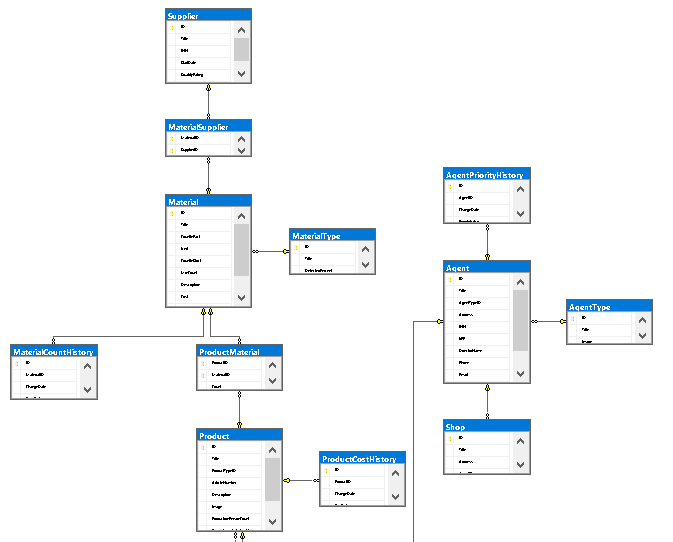 Supplier
ID
Title
INN
StartDate
QualityRating
MaterialSupplier
MaterialID
SupplierID
Material
ID
Title
CountInPack
Unit
CountInStock
MinCount
Description
Cost
MaterialType
ID
Title
DefectedPercent
AgentPriorityHistory
ID
AgentID
ChangeDate
Agent
ID
Title
AgentTypeID
Address
INN
KPP
DirectorName
Phone
Email
AgentType
ID
Title
Image
MaterialCountHistory
ID
MaterialID
ChangeDate
ProductMaterial
ProductID
MaterialID
Count
Shop
ID
Title
Address
Product
ID
Title
ProductTypeID
ArticleNumber
Description
Image
ProductionPersonCount
ProductCostHistory
ID
ProductID
ChangeDate